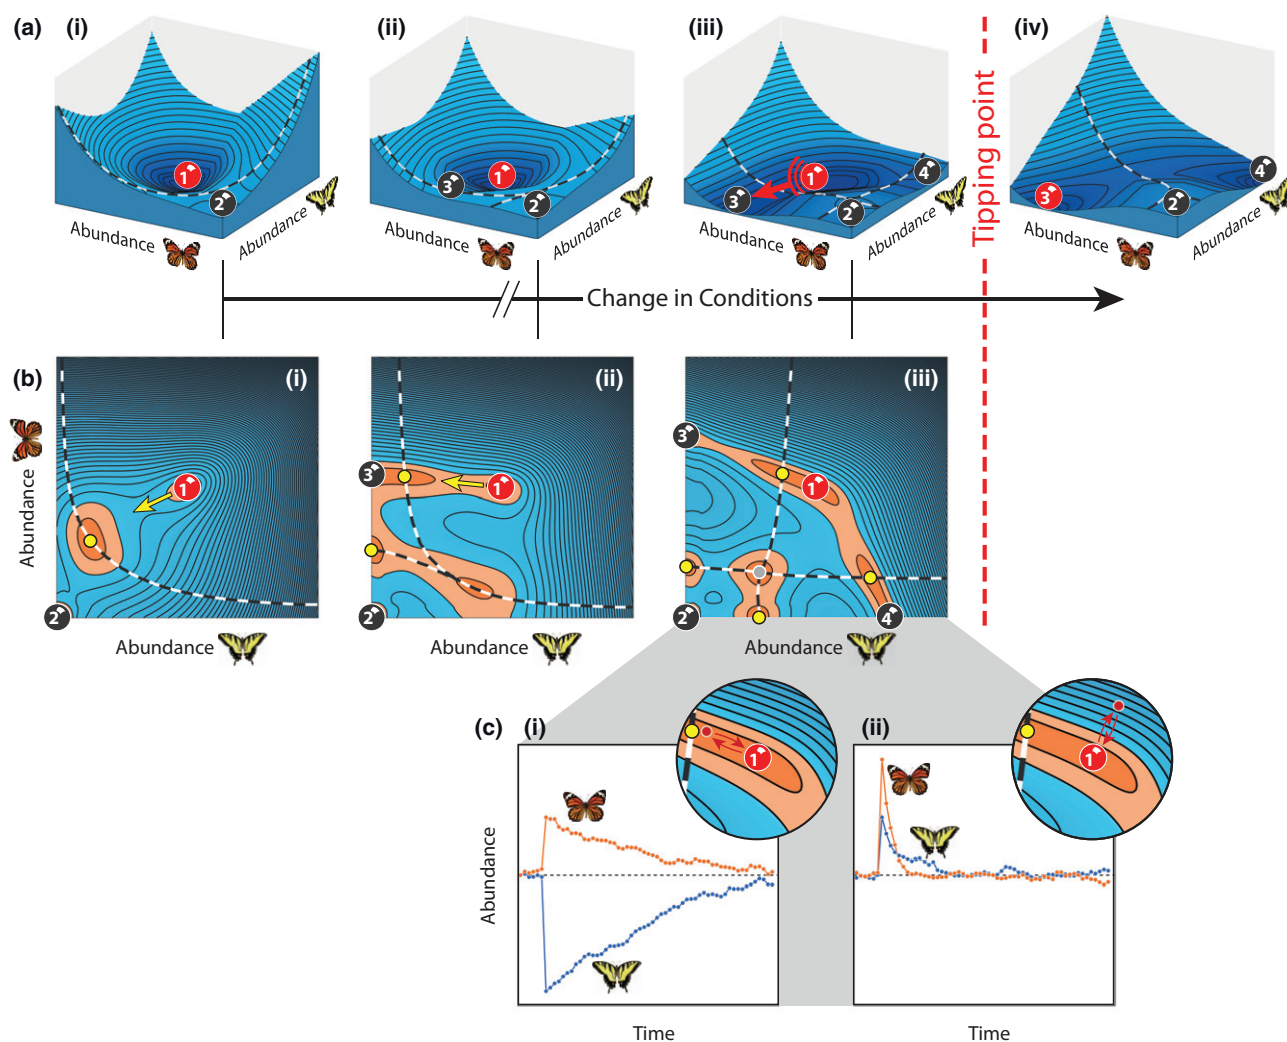 (a) (i) (ii) (iii) (iv)
1 2
3 1 2
3 1 2 4
3 2 4
Tipping point
Abundance Abundance
Abundance Abundance
Abundance Abundance
Abundance Abundance
Change in Conditions
(b) (i) (ii) (iii)
Abundance
1 2
3 1 2
3 1 2 4
Abundance Abundance Abundance
(c) (i) (ii)
1 1
Abundance
Time Time